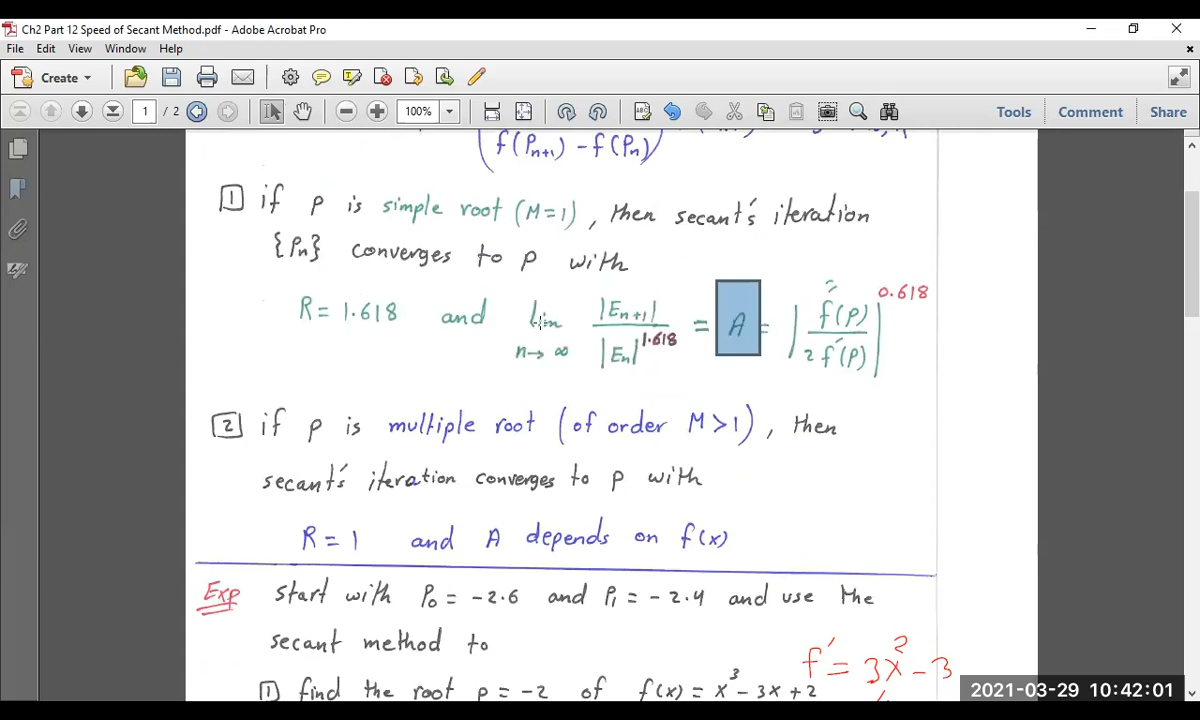 Ch2 Part 12 Speed of Secant Method.pdf - Adobe Acrobat Pro
File Edit View Window Help
Create
1 / 2 100% Tools Comment Share
f(Pn+1) - f(Pn)
1 if p is simple root (M=1), then secant's iteration
{Pn} converges to p with
R = 1.618 and lim n→∞ |En+1| / |En|^1.618 = A = |f''(p) / 2f'(p)|^0.618
2 if p is multiple root (of order M>1), then
secant's iteration converges to p with
R = 1 and A depends on f(x)
Exp start with P0 = -2.6 and P1 = -2.4 and use the
secant method to
f' = 3x² - 3
1 find the root p = -2 of f(x) = x³ - 3x + 2
2021-03-29 10:42:01